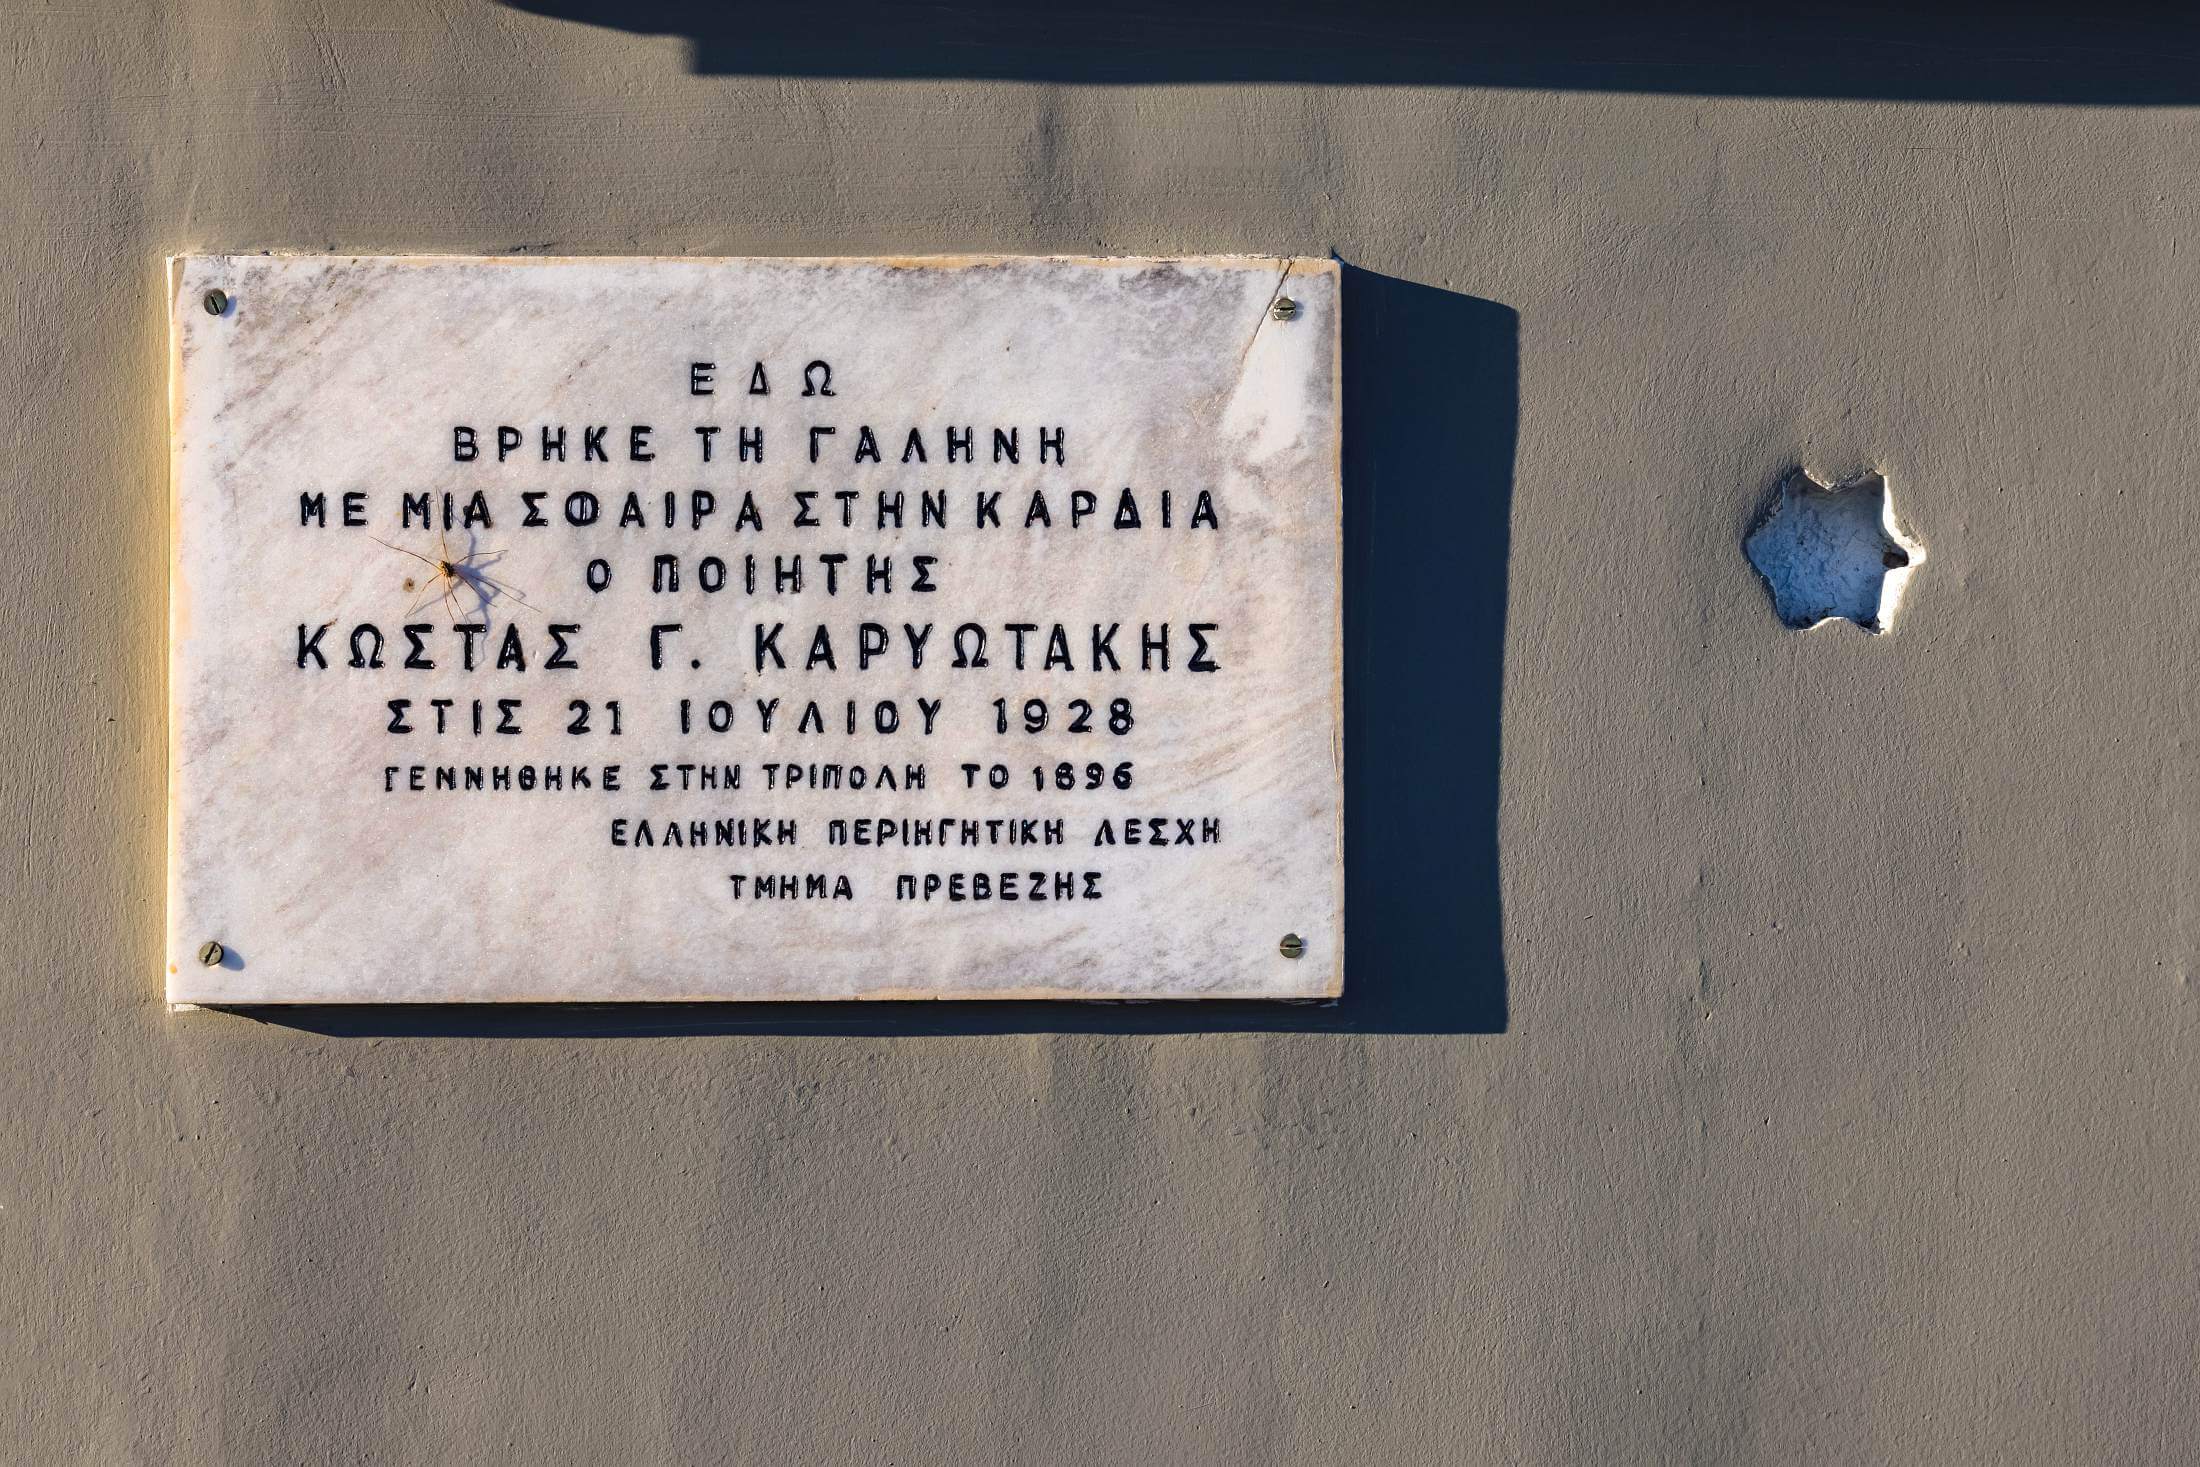 ΕΔΩ
ΒΡΗΚΕ ΤΗ ΓΑΛΗΝΗ
ΜΕ ΜΙΑ ΣΦΑΙΡΑ ΣΤΗΝ ΚΑΡΔΙΑ
Ο ΠΟΙΗΤΗΣ
ΚΩΣΤΑΣ Γ. ΚΑΡΥΩΤΑΚΗΣ
ΣΤΙΣ 21 ΙΟΥΛΙΟΥ 1928
ΓΕΝΝΗΘΗΚΕ ΣΤΗΝ ΤΡΙΠΟΛΗ ΤΟ 1896
ΕΛΛΗΝΙΚΗ ΠΕΡΙΗΓΗΤΙΚΗ ΛΕΣΧΗ
ΤΜΗΜΑ ΠΡΕΒΕΖΗΣ